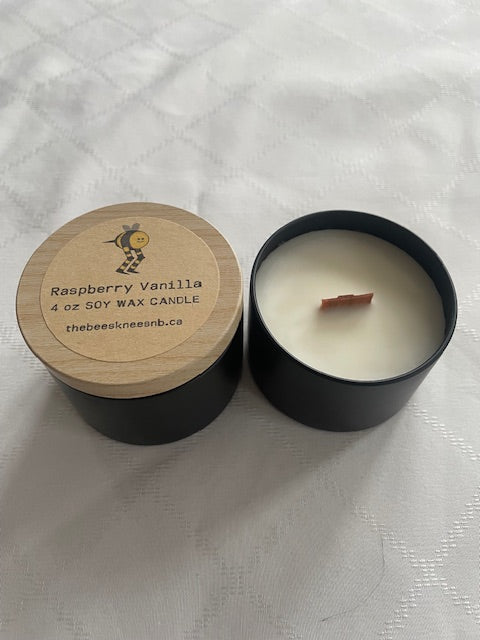 Raspberry Vanilla
4 oz SOY WAX CANDLE
thebeeskneesnb.ca